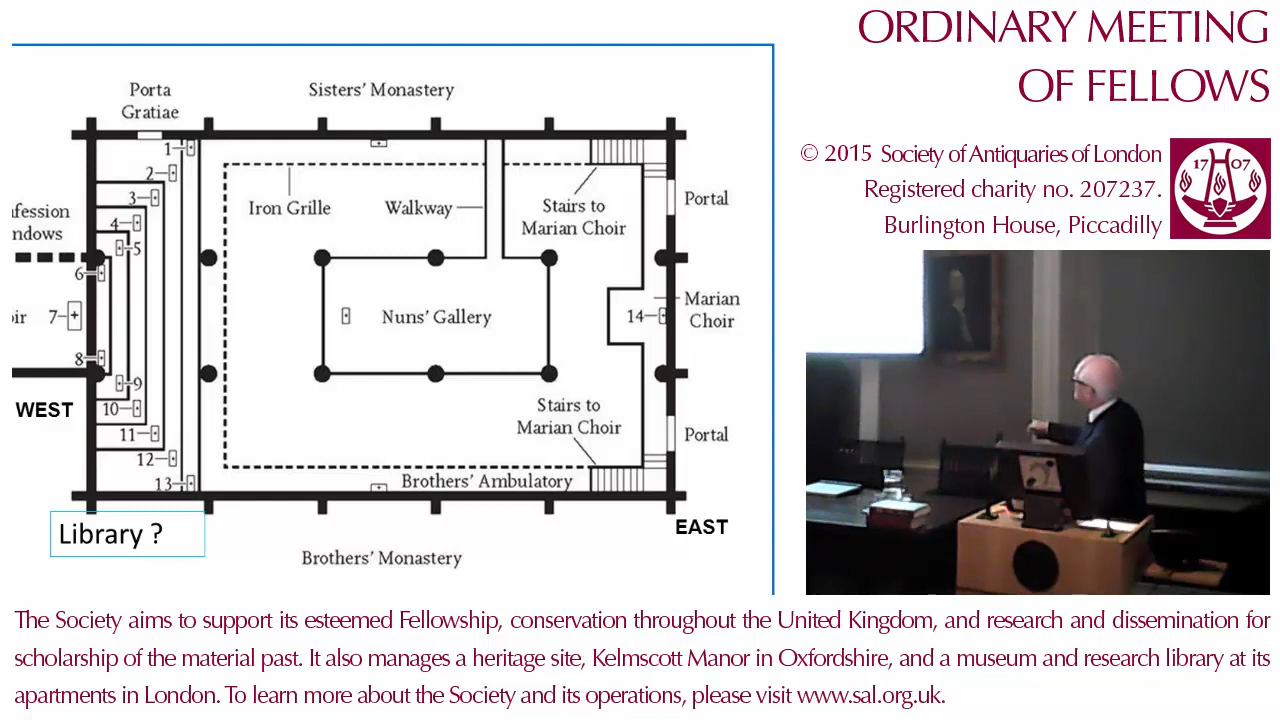 ORDINARY MEETING
OF FELLOWS
© 2015 Society of Antiquaries of London
Registered charity no. 207237.
Burlington House, Piccadilly
17 07
Porta
Gratiae
Sisters' Monastery
1
2
3
4
5
6
7
8
9
10
11
12
13
14
nfession
ndows
oir
Iron Grille
Walkway
Stairs to
Marian Choir
Portal
Nuns' Gallery
Marian
Choir
WEST
Stairs to
Marian Choir
Portal
Brothers' Ambulatory
Library ?
EAST
Brothers' Monastery
The Society aims to support its esteemed Fellowship, conservation throughout the United Kingdom, and research and dissemination for
scholarship of the material past. It also manages a heritage site, Kelmscott Manor in Oxfordshire, and a museum and research library at its
apartments in London. To learn more about the Society and its operations, please visit www.sal.org.uk.